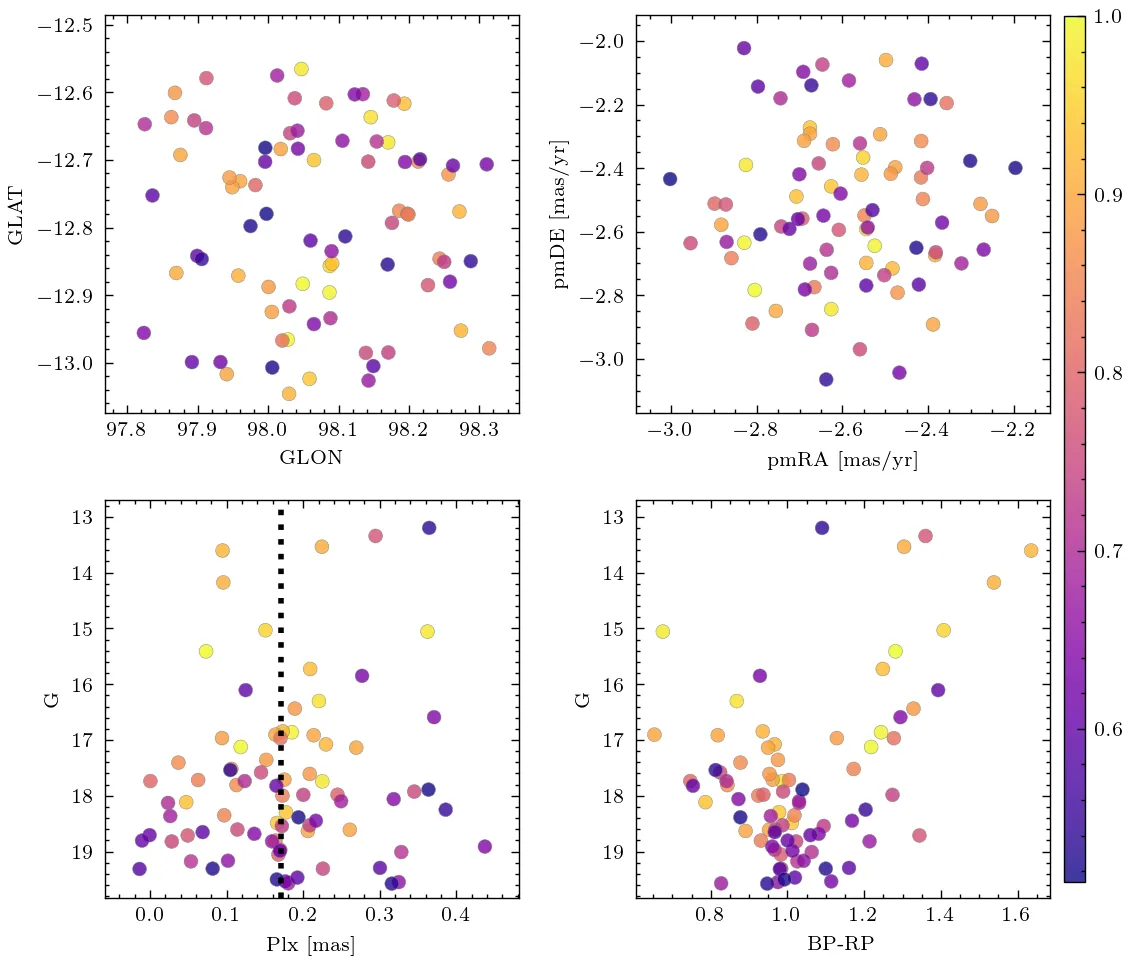 −12.5
−12.6
−12.7
−12.8
−12.9
−13.0
GLAT
97.8 97.9 98.0 98.1 98.2 98.3
GLON
−2.0
−2.2
−2.4
−2.6
−2.8
−3.0
pmDE [mas/yr]
−3.0 −2.8 −2.6 −2.4 −2.2
pmRA [mas/yr]
13
14
15
16
17
18
19
G
0.0 0.1 0.2 0.3 0.4
Plx [mas]
13
14
15
16
17
18
19
G
0.8 1.0 1.2 1.4 1.6
BP-RP
1.0
0.9
0.8
0.7
0.6